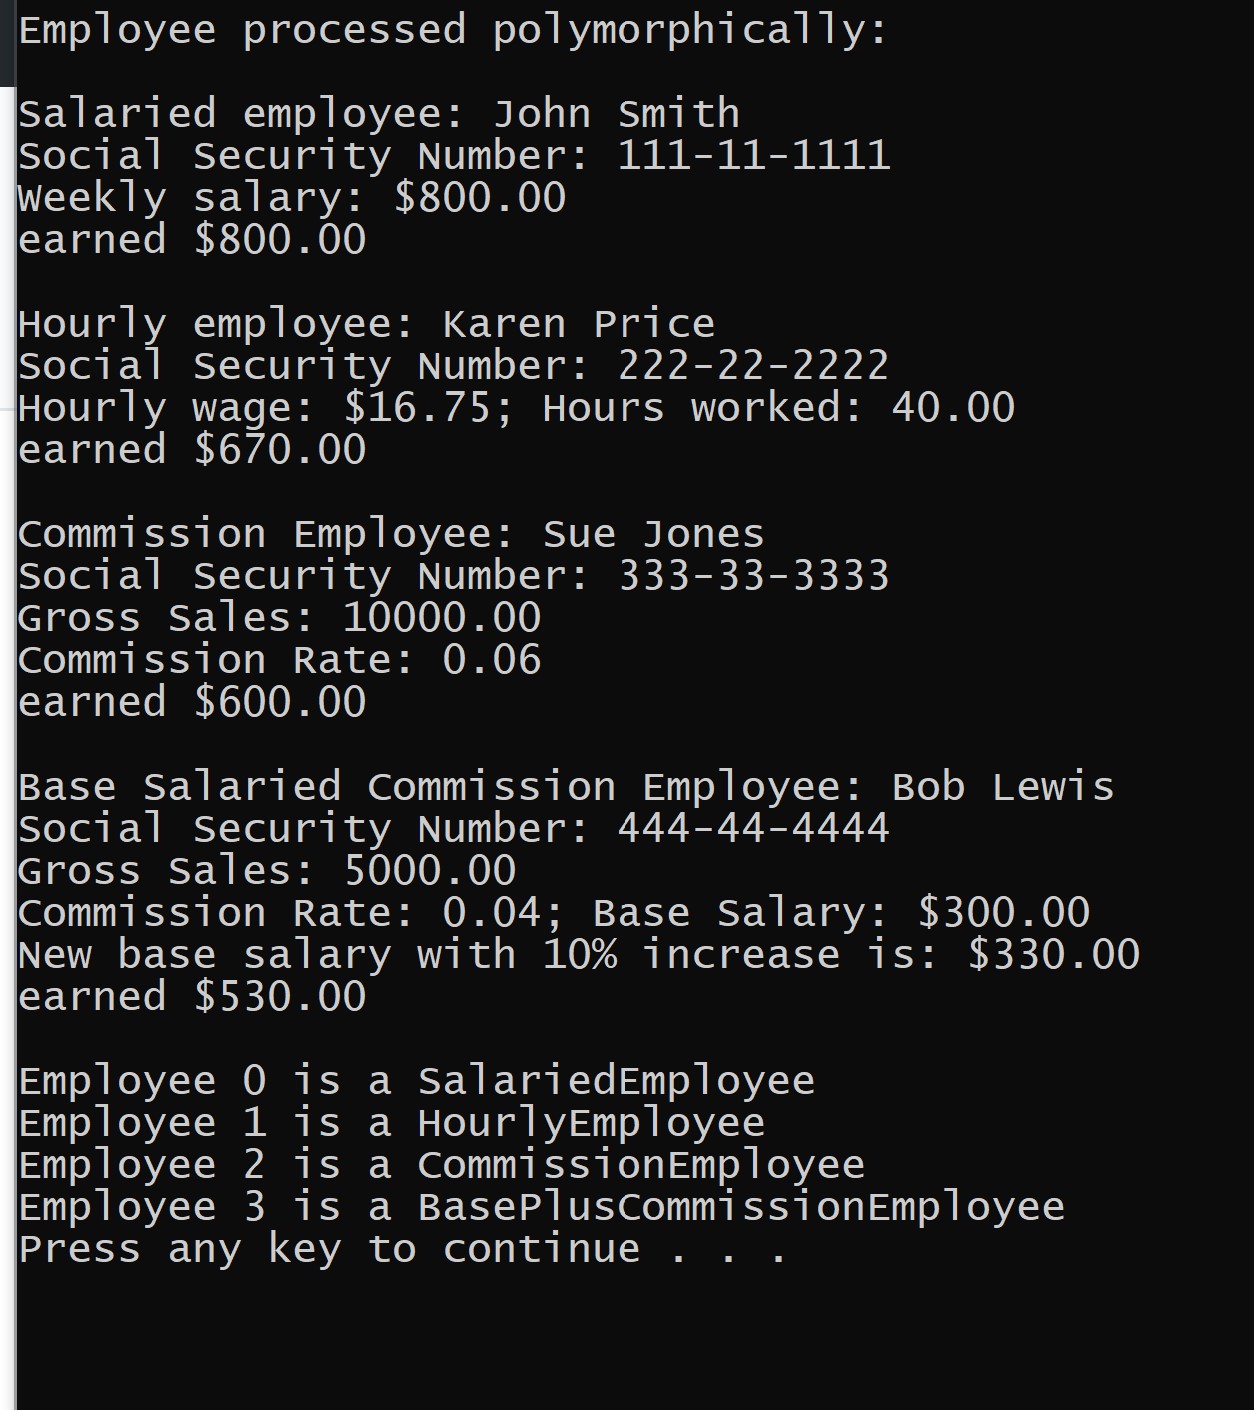 Employee processed polymorphically:
Salaried employee: John Smith
Social Security Number: 111-11-1111
Weekly salary: $800.00
earned $800.00
Hourly employee: Karen Price
Social Security Number: 222-22-2222
Hourly wage: $16.75; Hours worked: 40.00
earned $670.00
Commission Employee: Sue Jones
Social Security Number: 333-33-3333
Gross Sales: 10000.00
Commission Rate: 0.06
earned $600.00
Base Salaried Commission Employee: Bob Lewis
Social Security Number: 444-44-4444
Gross Sales: 5000.00
Commission Rate: 0.04; Base Salary: $300.00
New base salary with 10% increase is: $330.00
earned $530.00
Employee 0 is a SalariedEmployee
Employee 1 is a HourlyEmployee
Employee 2 is a CommissionEmployee
Employee 3 is a BasePlusCommissionEmployee
Press any key to continue . . .